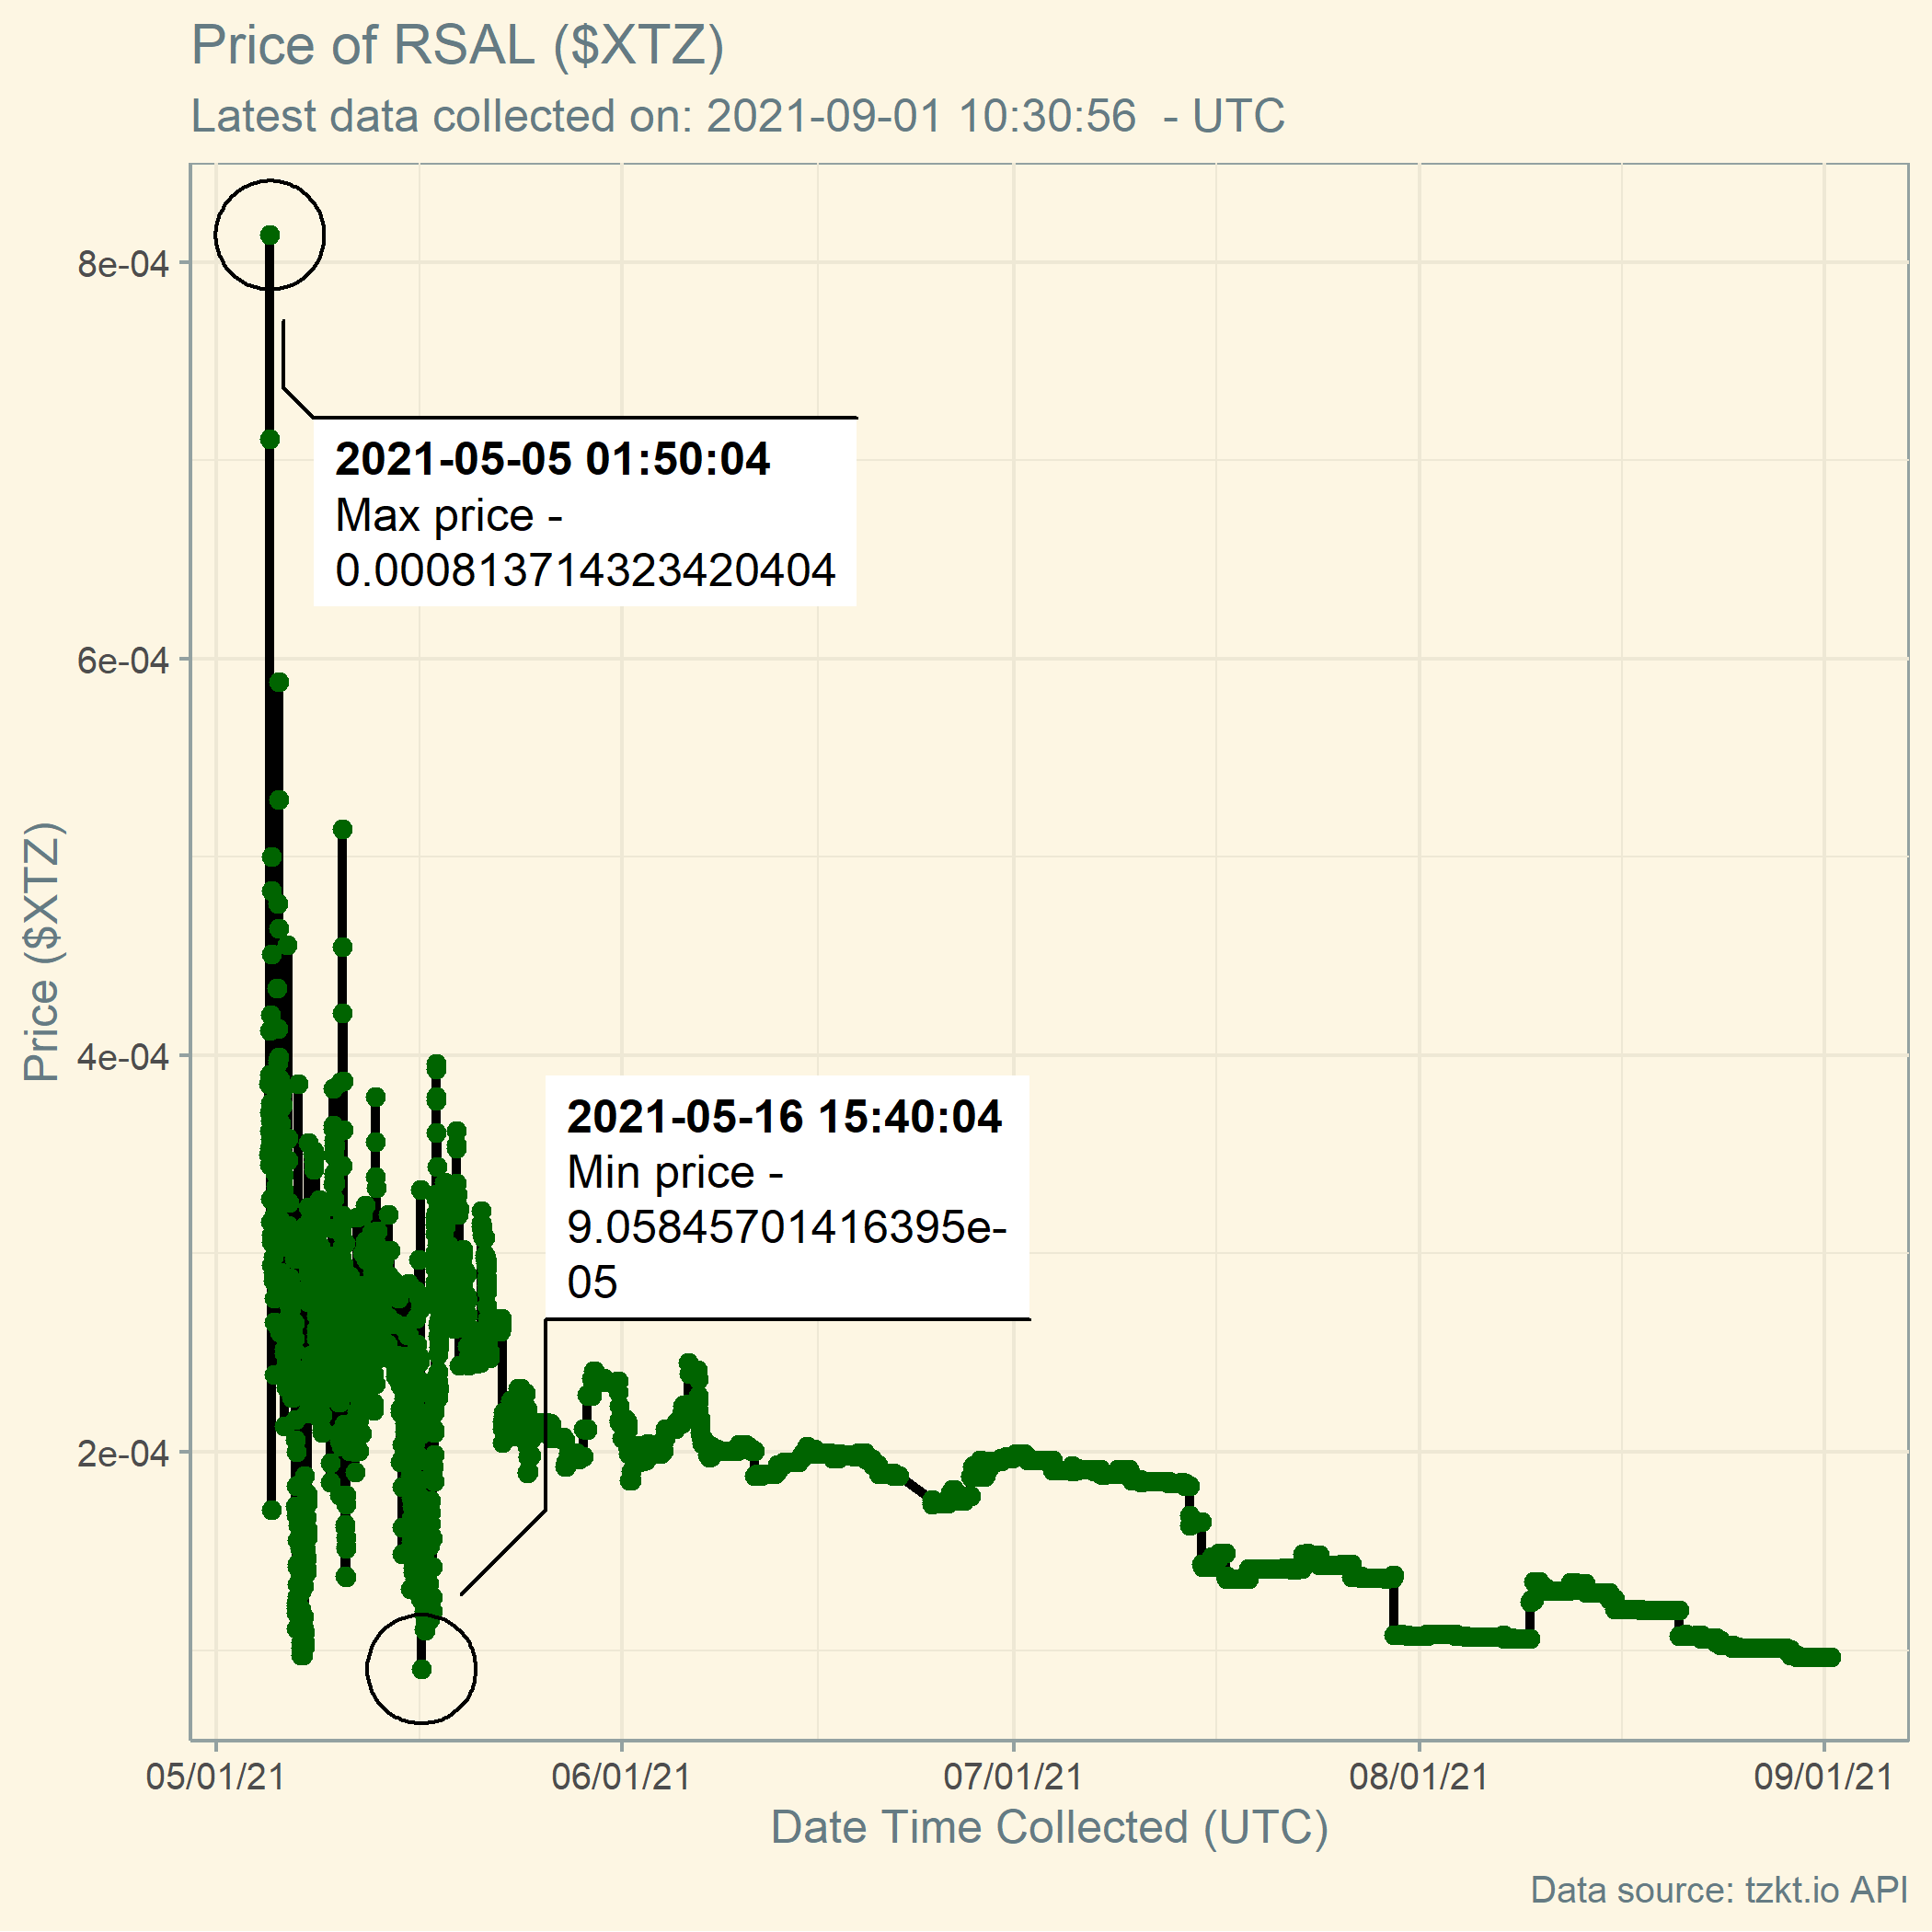 Price of RSAL ($XTZ)
Latest data collected on: 2021-09-01 10:30:56  - UTC
8e-04
6e-04
4e-04
2e-04
Price ($XTZ)
2021-05-05 01:50:04
Max price -
0.000813714323420404
2021-05-16 15:40:04
Min price -
9.05845701416395e-
05
05/01/21
06/01/21
07/01/21
08/01/21
09/01/21
Date Time Collected (UTC)
Data source: tzkt.io API